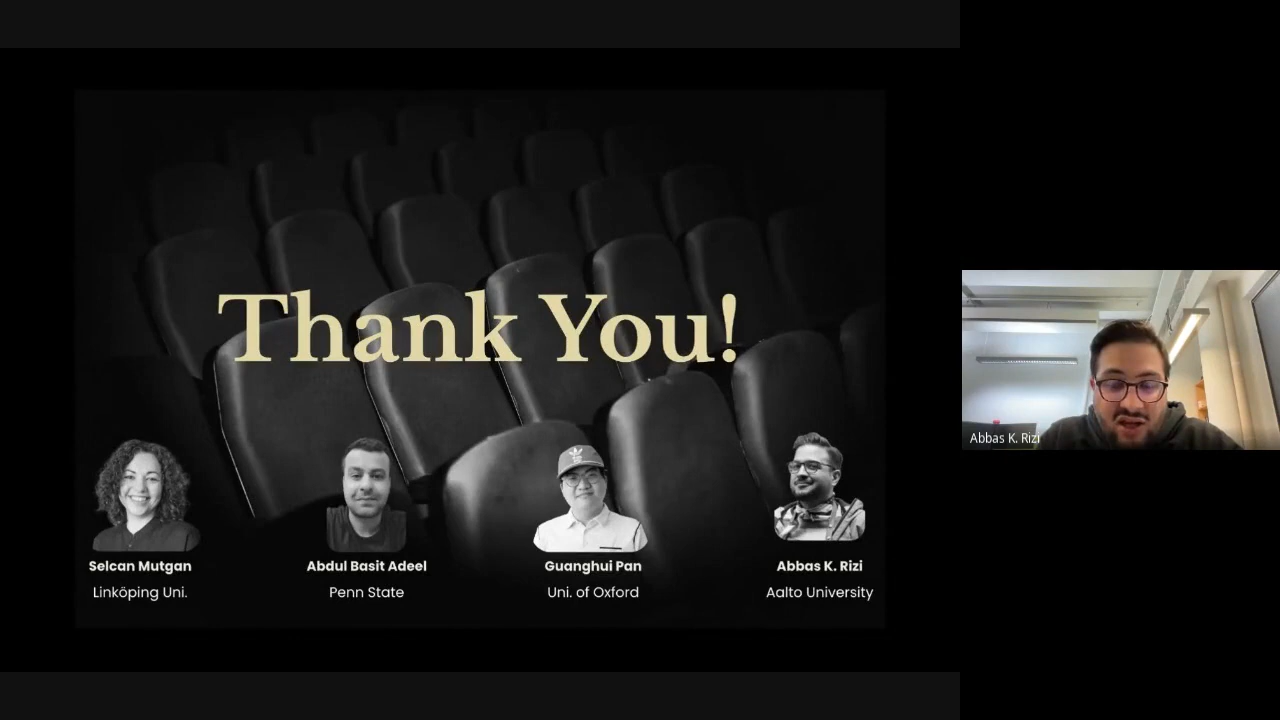 Thank You!
Selcan Mutgan
Linköping Uni.
Abdul Basit Adeel
Penn State
Guanghui Pan
Uni. of Oxford
Abbas K. Rizi
Aalto University
Abbas K. Rizi